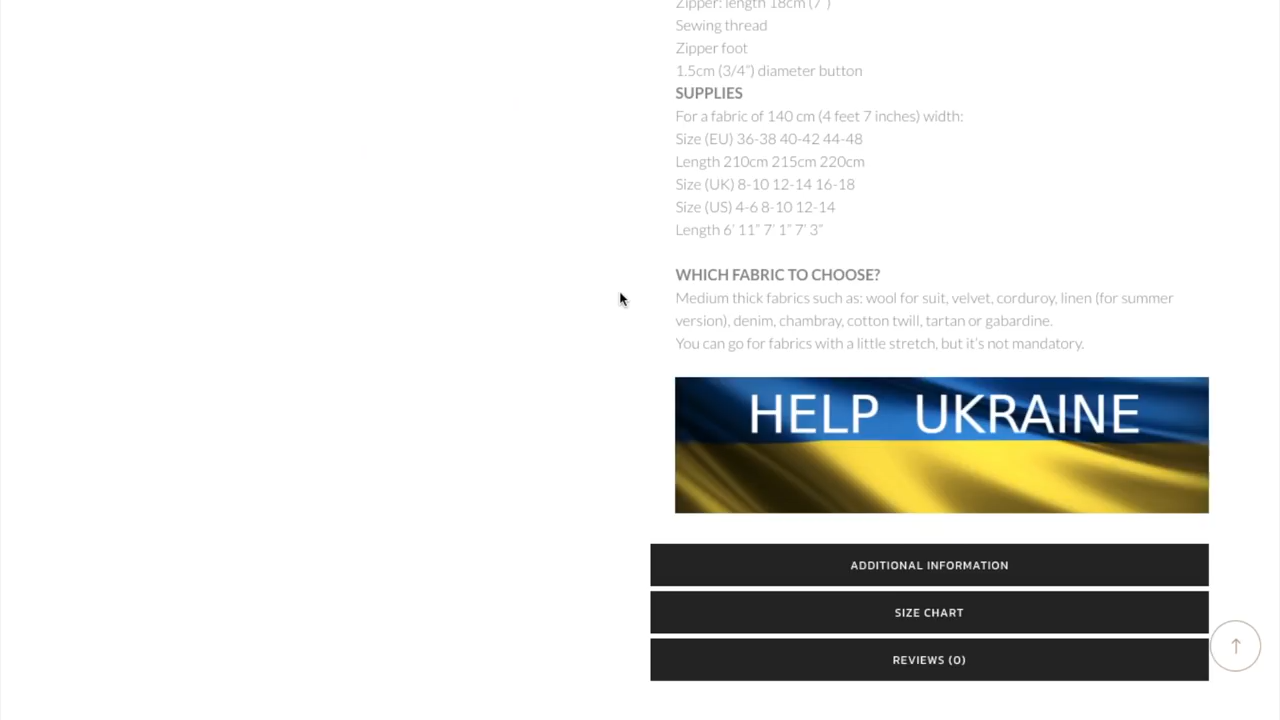 Zipper: length 18cm (7″)
Sewing thread
Zipper foot
1.5cm (3/4″) diameter button
SUPPLIES
For a fabric of 140 cm (4 feet 7 inches) width:
Size (EU) 36-38 40-42 44-48
Length 210cm 215cm 220cm
Size (UK) 8-10 12-14 16-18
Size (US) 4-6 8-10 12-14
Length 6′ 11″ 7′ 1″ 7′ 3″
WHICH FABRIC TO CHOOSE?
Medium thick fabrics such as: wool for suit, velvet, corduroy, linen (for summer
version), denim, chambray, cotton twill, tartan or gabardine.
You can go for fabrics with a little stretch, but it’s not mandatory.
HELP UKRAINE
ADDITIONAL INFORMATION
SIZE CHART
REVIEWS (0)